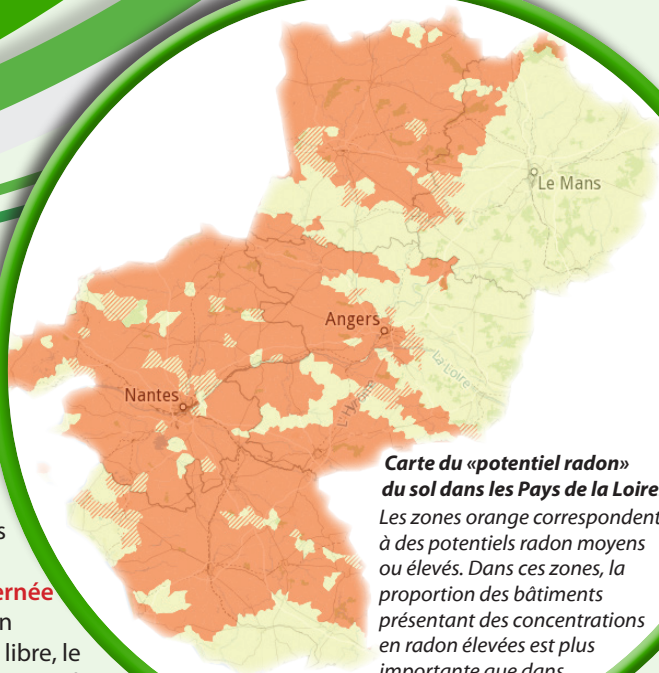 Le Mans
Angers
La Loire
Nantes
Carte du «potentiel radon»
du sol dans les Pays de la Loire
Les zones orange correspondent
à des potentiels radon moyens
ou élevés. Dans ces zones, la
proportion des bâtiments
présentant des concentrations
en radon élevées est plus
importante que dans
s
ernée
n
libre, le